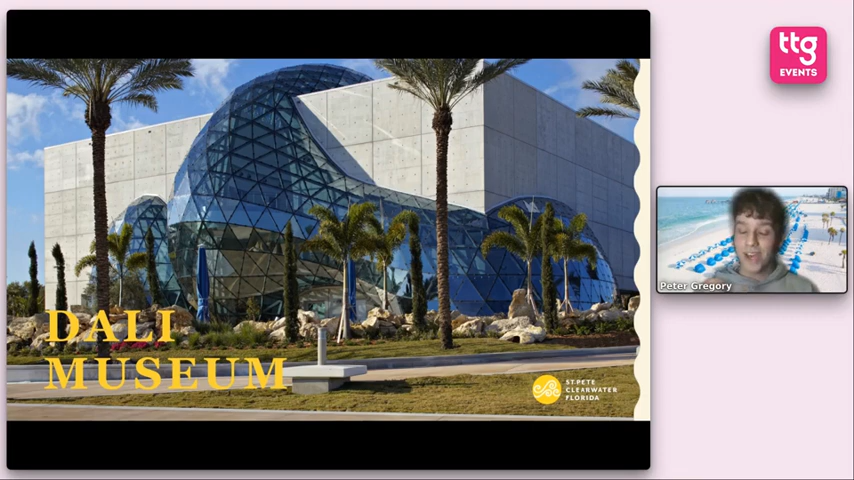 ttg
EVENTS
DALI
MUSEUM
ST·PETE
CLEARWATER
FLORIDA
Peter Gregory